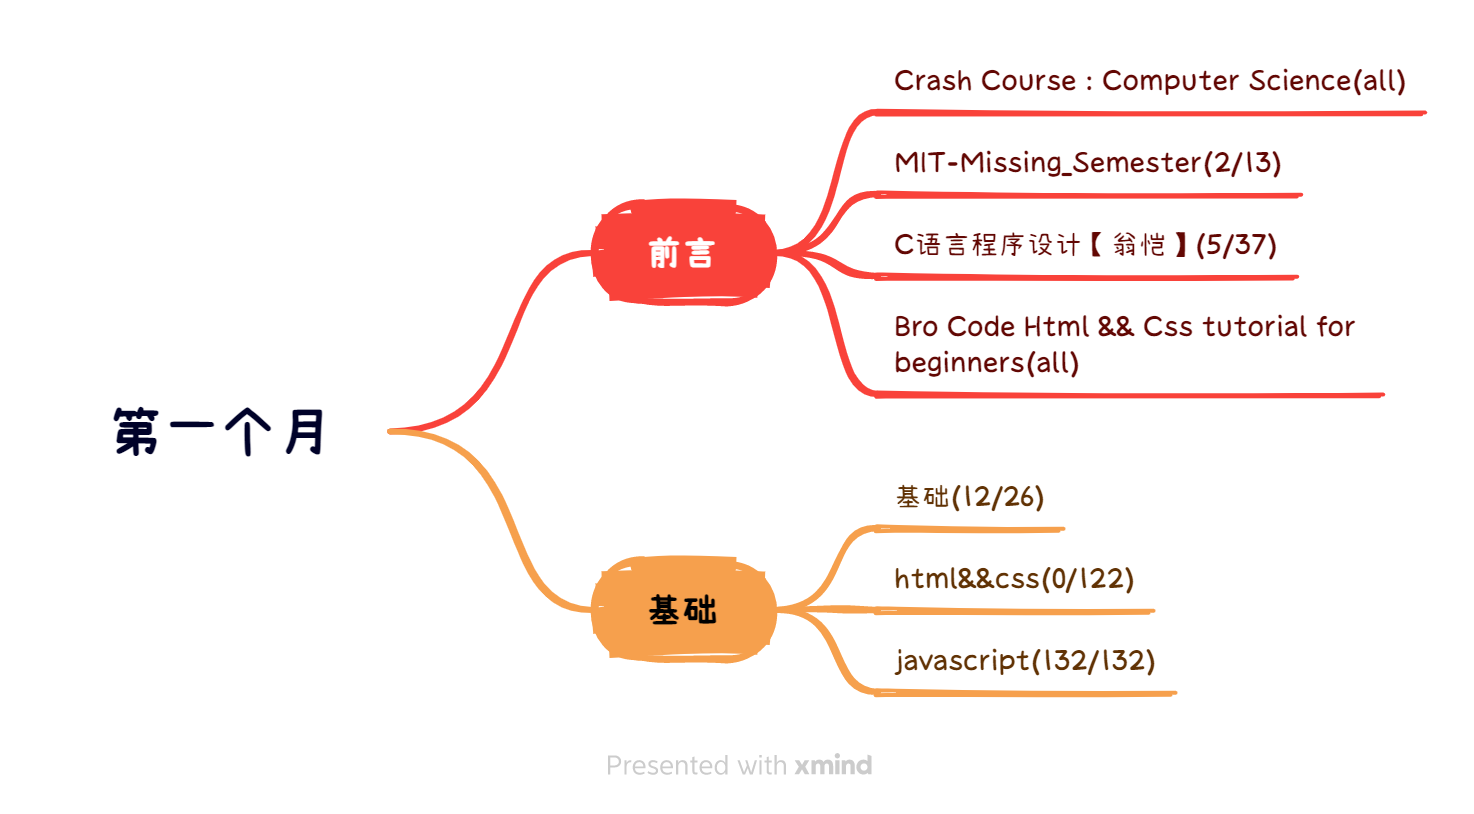 第一个月
前言
Crash Course : Computer Science(all)
MIT-Missing_Semester(2/13)
C语言程序设计【翁恺】(5/37)
Bro Code Html && Css tutorial for
beginners(all)
基础
基础(12/26)
html&&css(0/122)
javascript(132/132)
Presented with xmind